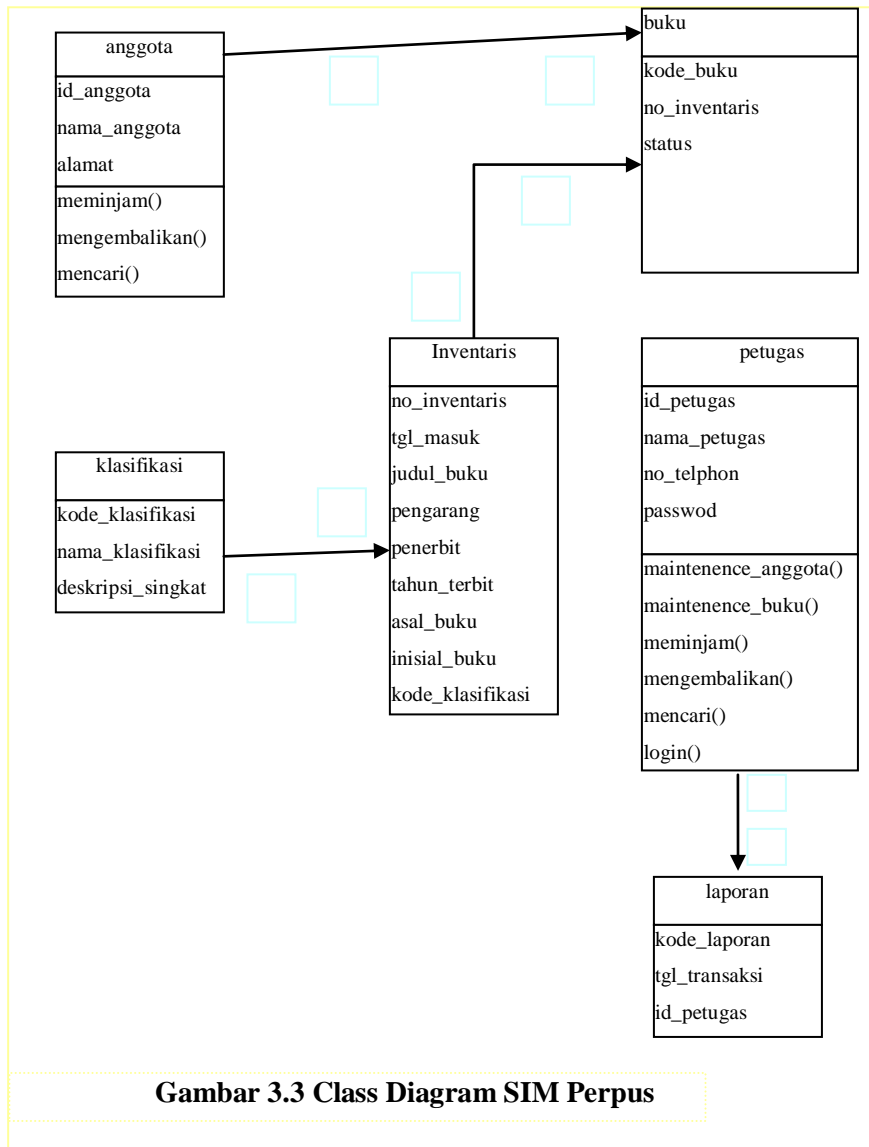 anggota
id_anggota
nama_anggota
alamat
meminjam()
mengembalikan()
mencari()
buku
kode_buku
no_inventaris
status
klasifikasi
kode_klasifikasi
nama_klasifikasi
deskripsi_singkat
Inventaris
no_inventaris
tgl_masuk
judul_buku
pengarang
penerbit
tahun_terbit
asal_buku
inisial_buku
kode_klasifikasi
petugas
id_petugas
nama_petugas
no_telphon
passwod
maintenence_anggota()
maintenence_buku()
meminjam()
mengembalikan()
mencari()
login()
laporan
kode_laporan
tgl_transaksi
id_petugas
Gambar 3.3 Class Diagram SIM Perpus